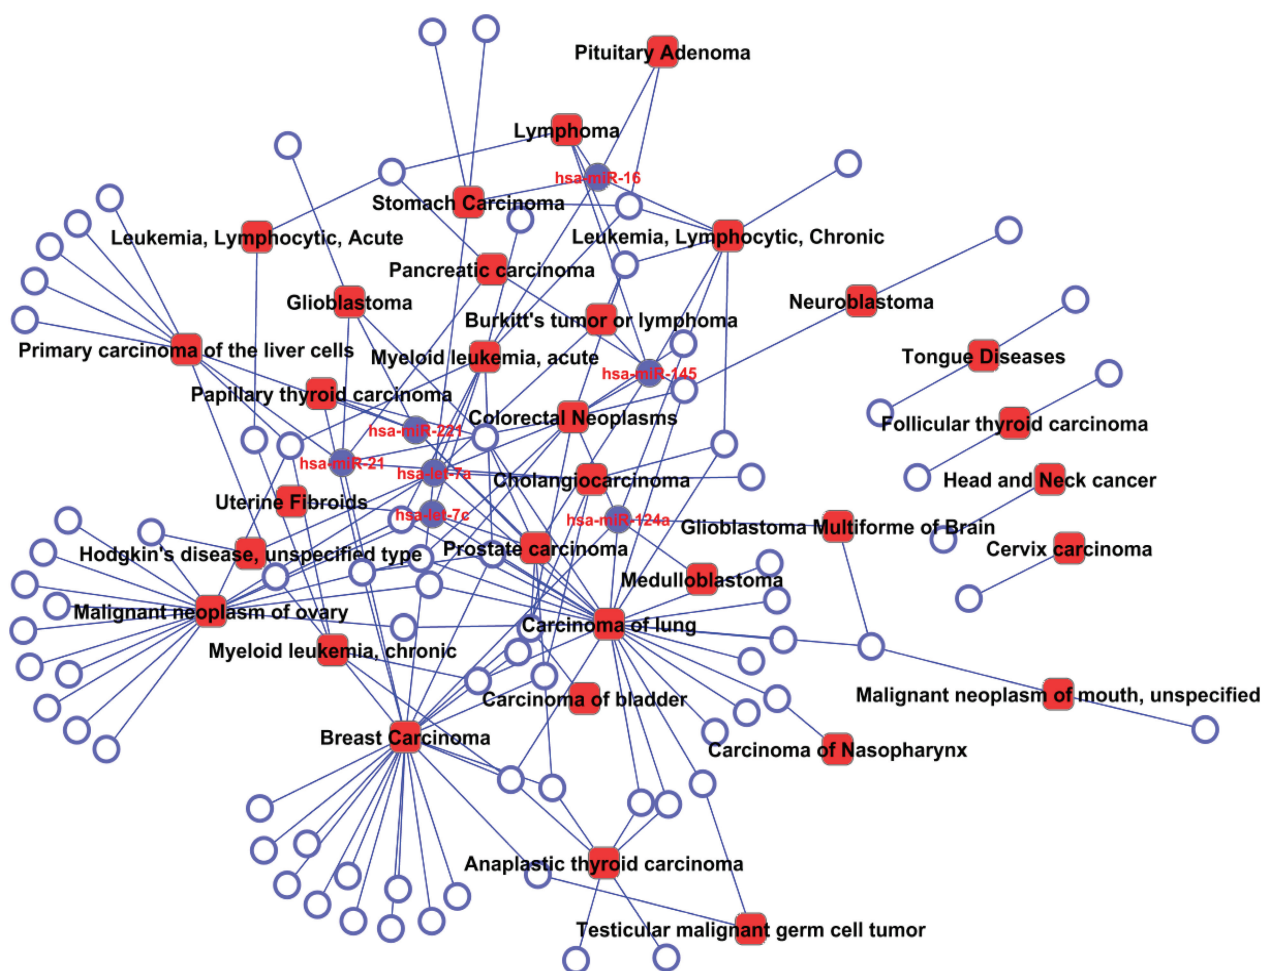 Pituitary Adenoma
Lymphoma
hsa-miR-16
Stomach Carcinoma
Leukemia, Lymphocytic, Acute
Leukemia, Lymphocytic, Chronic
Pancreatic carcinoma
Glioblastoma
Neuroblastoma
Burkitt's tumor or lymphoma
Primary carcinoma of the liver cells
Myeloid leukemia, acute
Tongue Diseases
hsa-miR-145
Papillary thyroid carcinoma
Colorectal Neoplasms
Follicular thyroid carcinoma
hsa-miR-221
hsa-miR-21
hsa-let-7a
Cholangiocarcinoma
Head and Neck cancer
Uterine Fibroids
hsa-let-7c
hsa-miR-124a
Glioblastoma Multiforme of Brain
Hodgkin's disease, unspecified type
Prostate carcinoma
Cervix carcinoma
Medulloblastoma
Malignant neoplasm of ovary
Carcinoma of lung
Myeloid leukemia, chronic
Carcinoma of bladder
Malignant neoplasm of mouth, unspecified
Breast Carcinoma
Carcinoma of Nasopharynx
Anaplastic thyroid carcinoma
Testicular malignant germ cell tumor